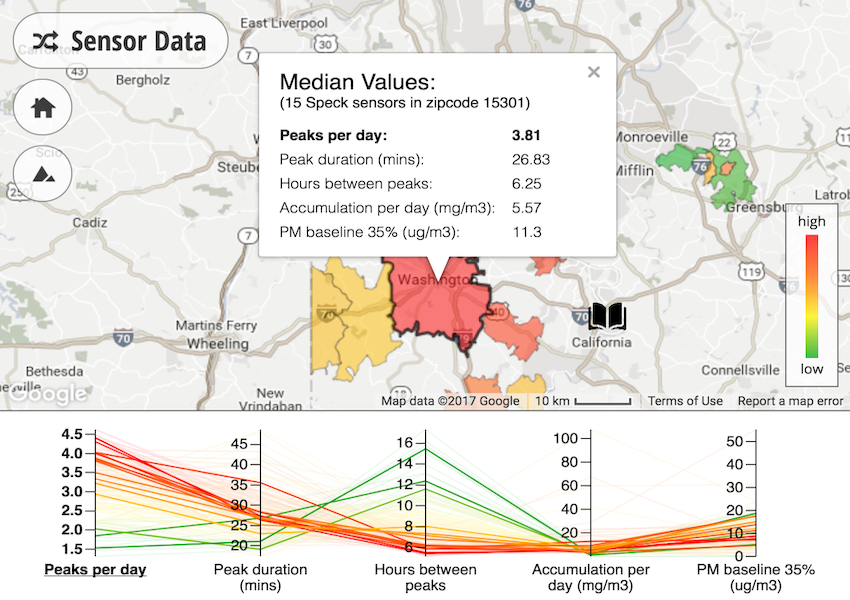 East Liverpool
76
Sensor Data
30
7
43
Bergholz
Median Values:
(15 Speck sensors in zipcode 15301)
Peaks per day: 3.81
Peak duration (mins): 26.83
Hours between peaks: 6.25
Accumulation per day (mg/m3): 5.57
PM baseline 35% (ug/m3): 11.3
Monroeville
22
76
Mifflin
Scio
Steube
250
Greensburg
Latrob
Cadiz
7
high
Washington
119
76
70
40
70
79
Martins Ferry
70
Wheeling
California
low
Bethesda
Connellsville
New
Vrindaban
Google
Map data ©2017 Google
10 km
Terms of Use
Report a map error
4.5
4.0
3.5
3.0
2.5
2.0
1.5
45
40
35
30
25
20
16
14
12
10
8
6
100
80
60
40
20
50
40
30
20
10
0
Peaks per day
Peak duration
(mins)
Hours between
peaks
Accumulation per
day (mg/m3)
PM baseline 35%
(ug/m3)